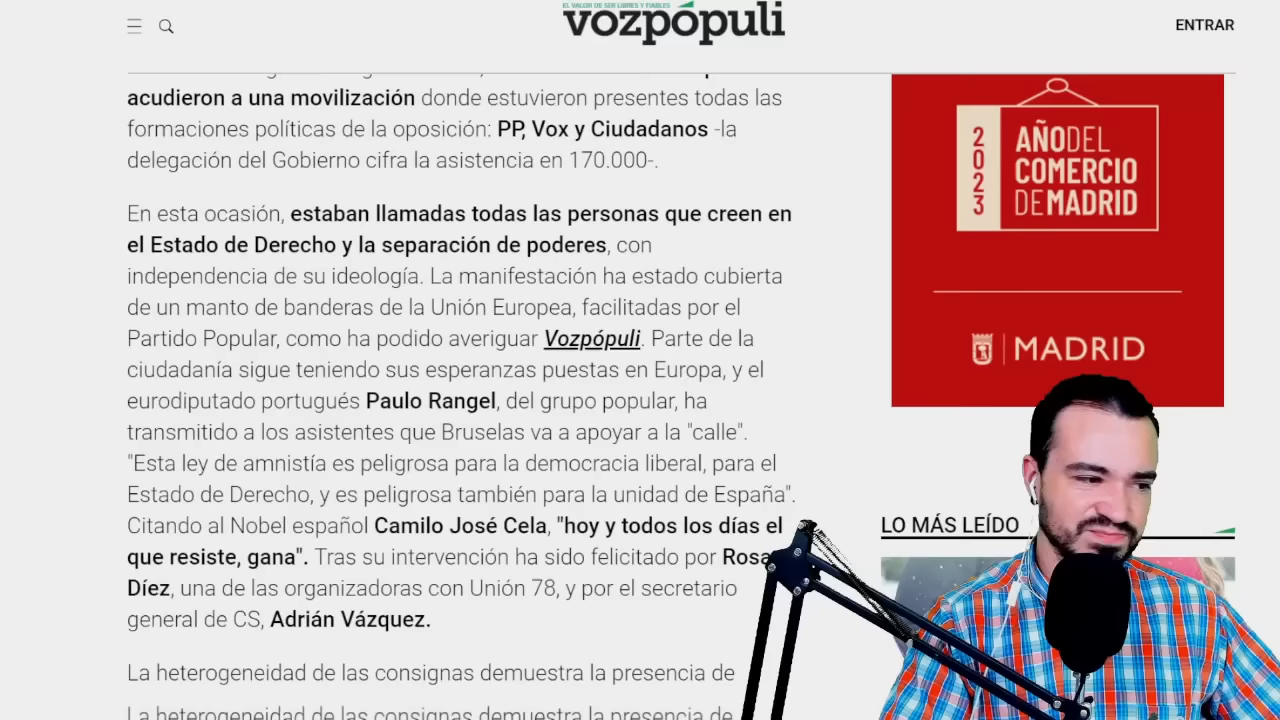 EL VALOR DE SER LIBRES Y FIABLES
vozpópuli
ENTRAR
acudieron a una movilización donde estuvieron presentes todas las
formaciones políticas de la oposición: PP, Vox y Ciudadanos -la
delegación del Gobierno cifra la asistencia en 170.000-.
En esta ocasión, estaban llamadas todas las personas que creen en
el Estado de Derecho y la separación de poderes, con
independencia de su ideología. La manifestación ha estado cubierta
de un manto de banderas de la Unión Europea, facilitadas por el
Partido Popular, como ha podido averiguar Vozpópuli. Parte de la
ciudadanía sigue teniendo sus esperanzas puestas en Europa, y el
eurodiputado portugués Paulo Rangel, del grupo popular, ha
transmitido a los asistentes que Bruselas va a apoyar a la "calle".
"Esta ley de amnistía es peligrosa para la democracia liberal, para el
Estado de Derecho, y es peligrosa también para la unidad de España".
Citando al Nobel español Camilo José Cela, "hoy y todos los días el
que resiste, gana". Tras su intervención ha sido felicitado por Rosa
Díez, una de las organizadoras con Unión 78, y por el secretario
general de CS, Adrián Vázquez.
La heterogeneidad de las consignas demuestra la presencia de
La heterogeneidad de las consignas demuestra la presencia de
2023
AÑO DEL
COMERCIO
DE MADRID
MADRID
LO MÁS LEÍDO